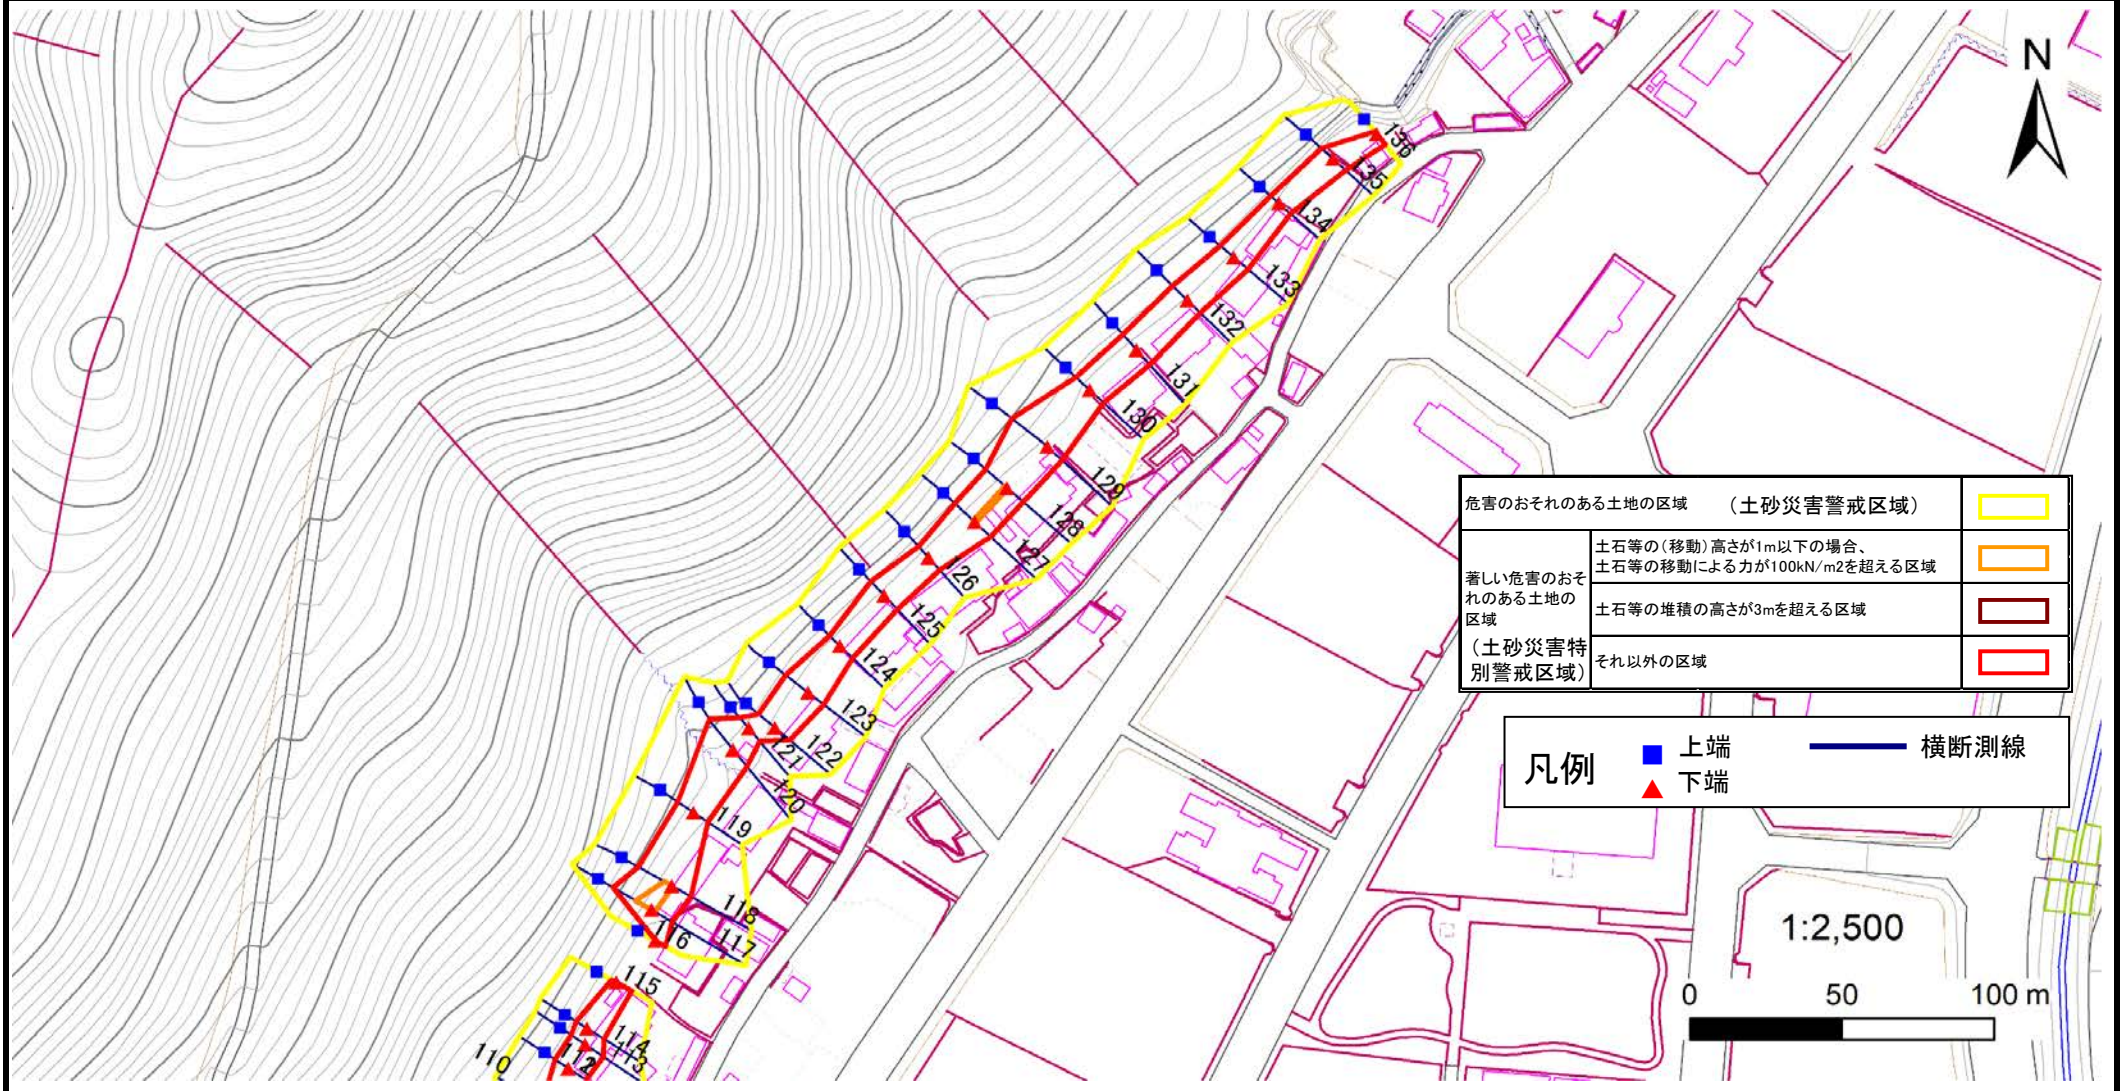 N
136
135
134
133
132
131
130
129
128
127
126
125
124
123
122
121
120
119
118
117
116
115
114
113
112
110
危害のおそれのある土地の区域 (土砂災害警戒区域)
著しい危害のおそ
れのある土地の
区域
(土砂災害特
別警戒区域)
土石等の(移動)高さが1m以下の場合、
土石等の移動による力が100kN/m2を超える区域
土石等の堆積の高さが3mを超える区域
それ以外の区域
凡例
上端
下端
横断測線
1:2,500
0 50 100 m